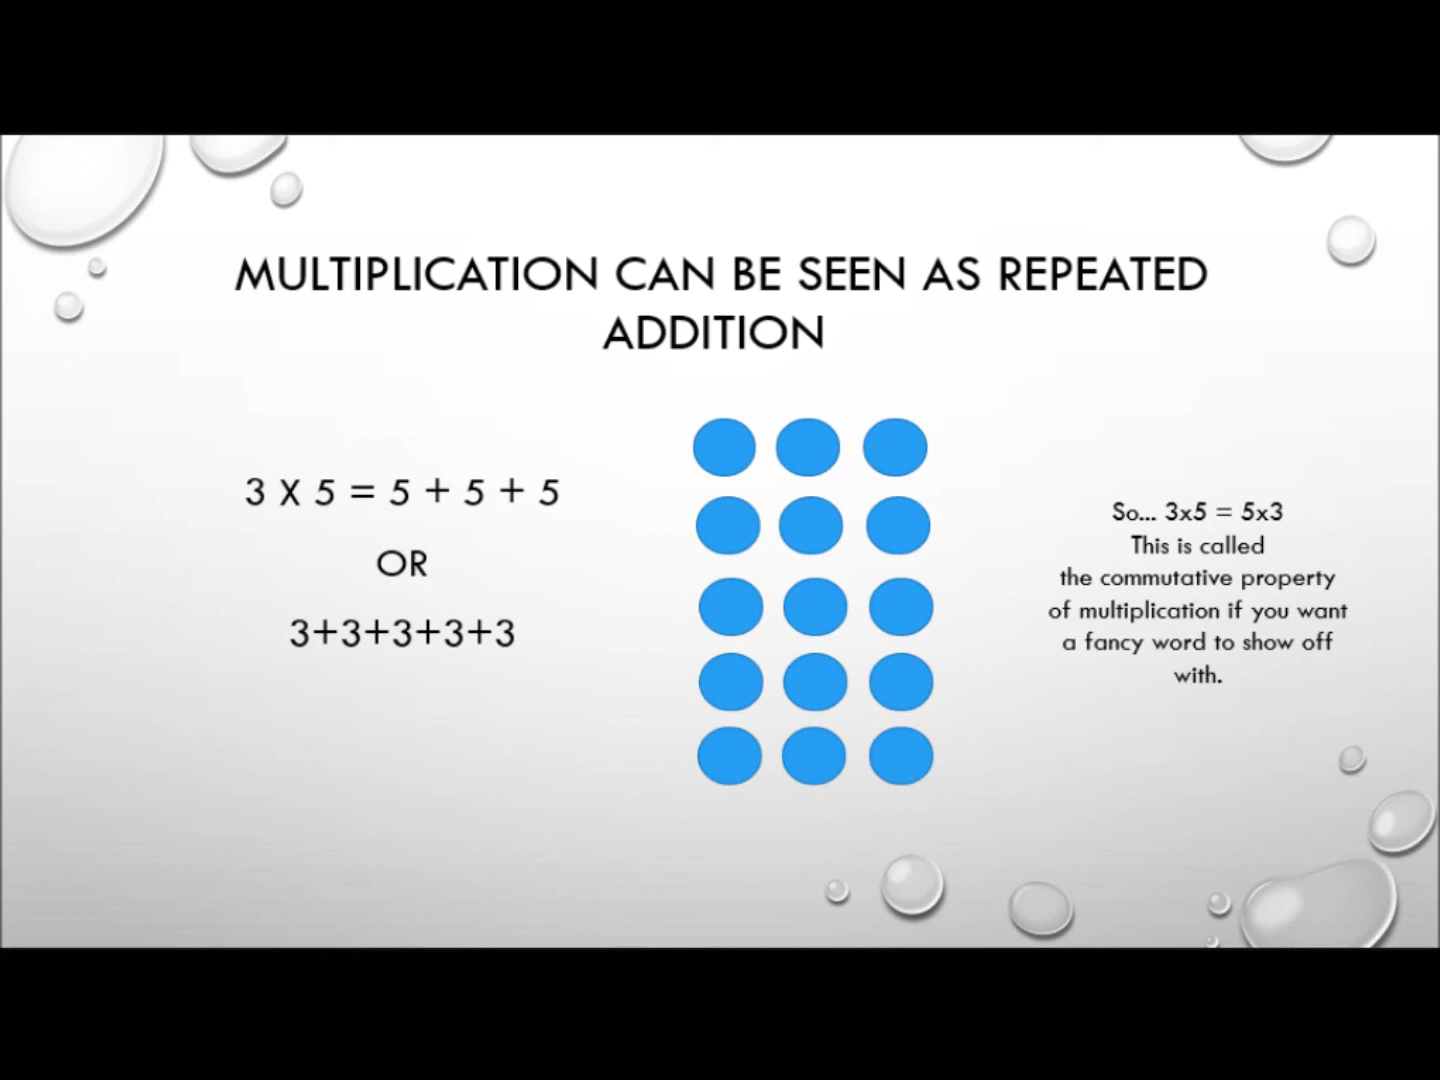 MULTIPLICATION CAN BE SEEN AS REPEATED
ADDITION
3 X 5 = 5 + 5 + 5
OR
3+3+3+3+3
So... 3x5 = 5x3
This is called
the commutative property
of multiplication if you want
a fancy word to show off
with.